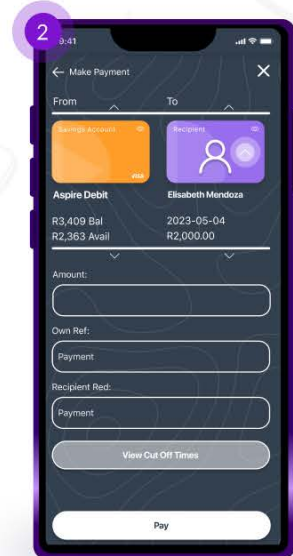 2
9:41
← Make Payment ✕
From To
Savings Account
VISA
Recipient
Aspire Debit
Elisabeth Mendoza
R3,409 Bal
R2,363 Avail
2023-05-04
R2,000.00
Amount:
Own Ref:
Payment
Recipient Red:
Payment
View Cut Off Times
Pay